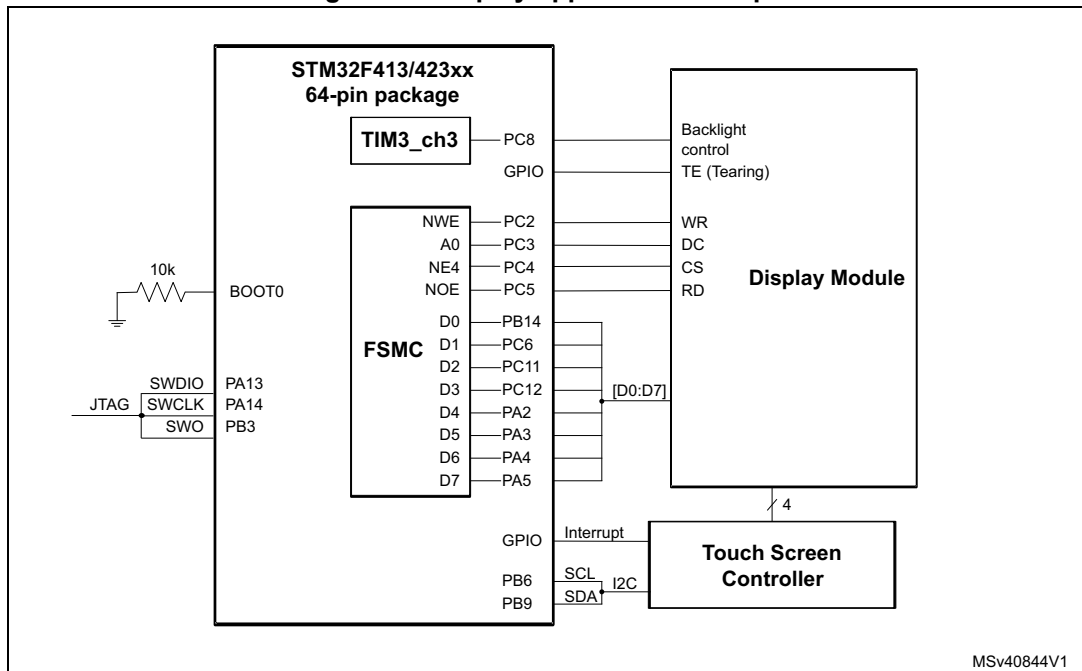 STM32F413/423xx
64-pin package
TIM3_ch3
PC8
Backlight
control
GPIO
TE (Tearing)
NWE
PC2
WR
A0
PC3
DC
NE4
PC4
CS
NOE
PC5
RD
Display Module
10k
BOOT0
FSMC
D0
PB14
D1
PC6
D2
PC11
D3
PC12
[D0:D7]
D4
PA2
D5
PA3
D6
PA4
D7
PA5
JTAG
SWDIO
PA13
SWCLK
PA14
SWO
PB3
4
GPIO
Interrupt
Touch Screen
Controller
PB6
SCL
I2C
PB9
SDA
MSv40844V1